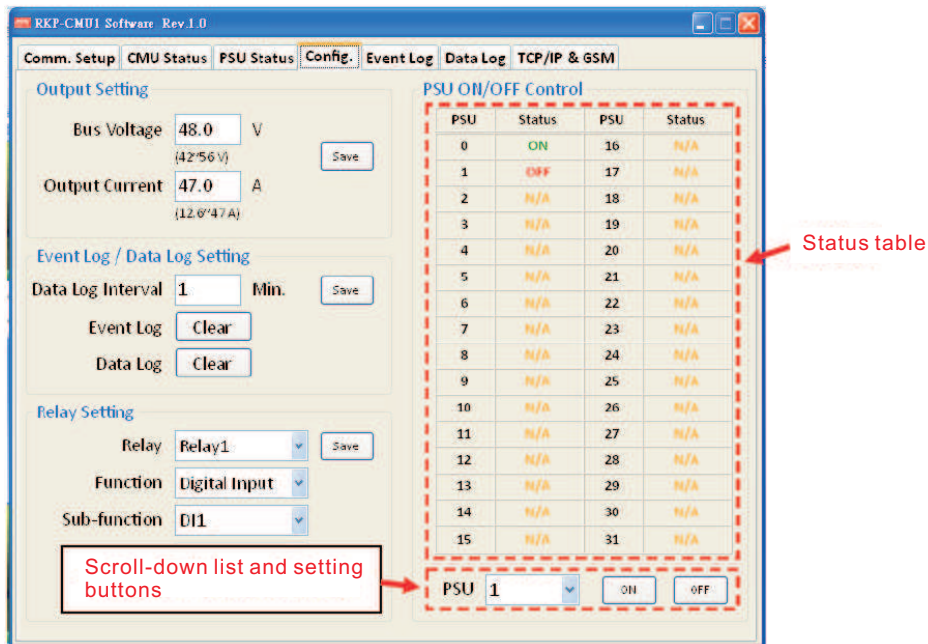 RKP-CMU1 Software Rev.1.0
Comm. Setup CMU Status PSU Status Config. Event Log Data Log TCP/IP & GSM
Output Setting
Bus Voltage 48.0 V
(42~56 V)
Save
Output Current 47.0 A
(12.6~47 A)
Event Log / Data Log Setting
Data Log Interval 1 Min. Save
Event Log Clear
Data Log Clear
Relay Setting
Relay Relay1 Save
Function Digital Input
Sub-function DI1
Scroll-down list and setting
buttons
PSU ON/OFF Control
PSU Status PSU Status
0 ON 16 N/A
1 OFF 17 N/A
2 N/A 18 N/A
3 N/A 19 N/A
4 N/A 20 N/A
5 N/A 21 N/A
6 N/A 22 N/A
7 N/A 23 N/A
8 N/A 24 N/A
9 N/A 25 N/A
10 N/A 26 N/A
11 N/A 27 N/A
12 N/A 28 N/A
13 N/A 29 N/A
14 N/A 30 N/A
15 N/A 31 N/A
PSU 1 ON OFF
Status table